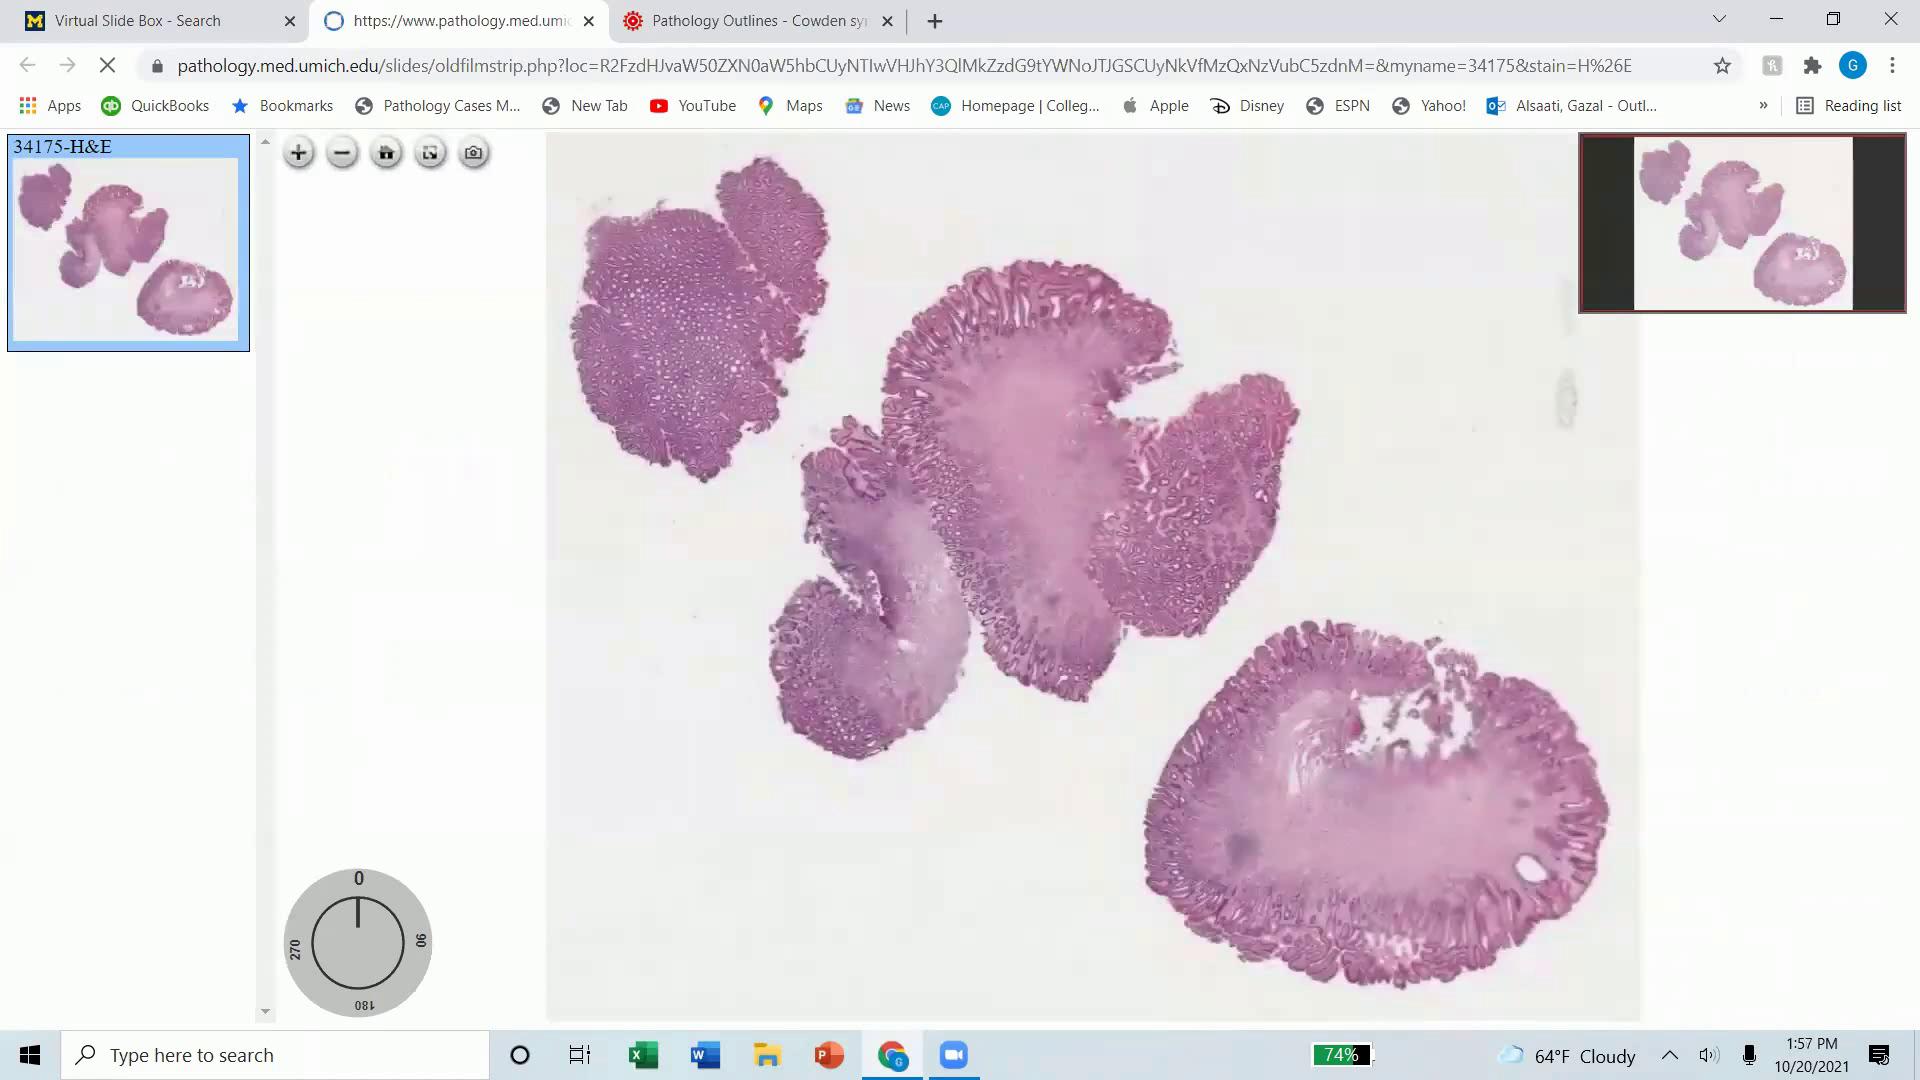 Virtual Slide Box - Search
https://www.pathology.med.umic
Pathology Outlines - Cowden sy
pathology.med.umich.edu/slides/oldfilmstrip.php?loc=R2FzdHJvaW50ZXN0aW5hbCUyNTIwVHJhY3QlMkZzdG9tYWNoJTJGSCUyNkVfMzQxNzVubC5zdnM=&myname=34175&stain=H%26E
G
Apps
QuickBooks
Bookmarks
Pathology Cases M...
New Tab
YouTube
Maps
News
CAP
Homepage | Colleg...
Apple
Disney
ESPN
Yahoo!
Alsaati, Gazal - Outl...
»
Reading list
34175-H&E
0
90
180
270
Type here to search
74%
64°F Cloudy
1:57 PM
10/20/2021